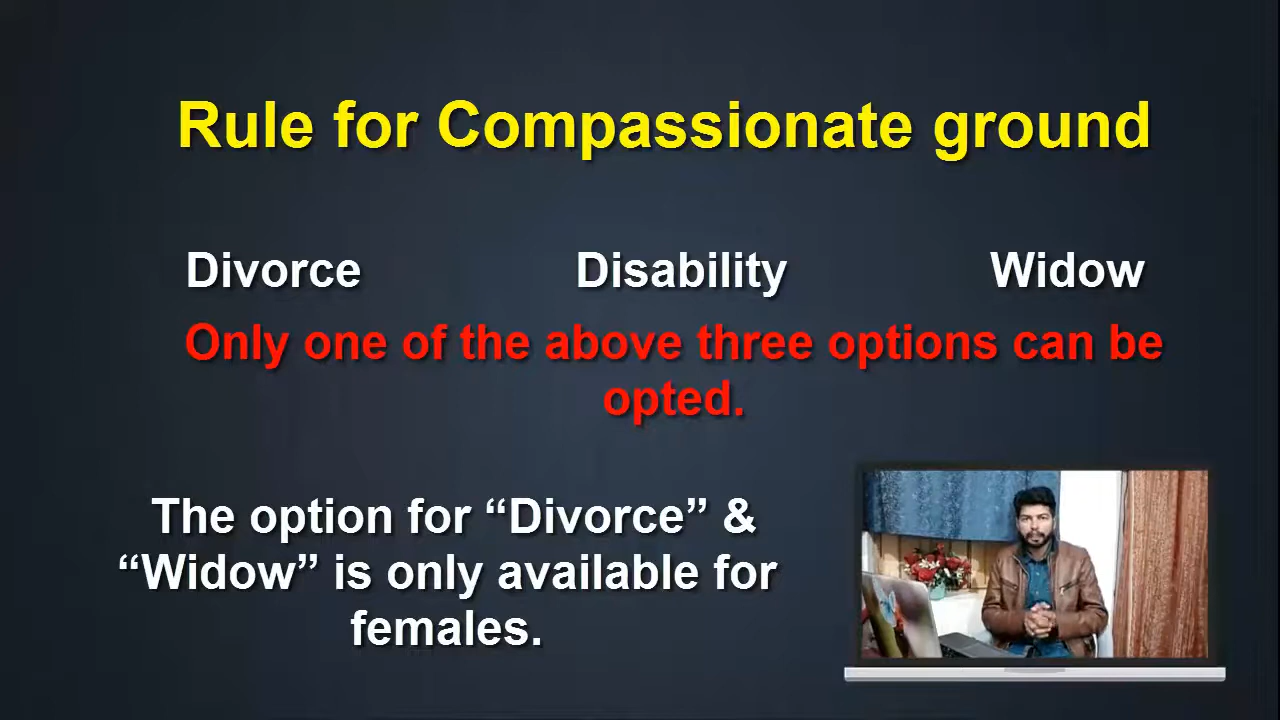 Rule for Compassionate ground
Divorce Disability Widow
Only one of the above three options can be
opted.
The option for “Divorce” &
“Widow” is only available for
females.